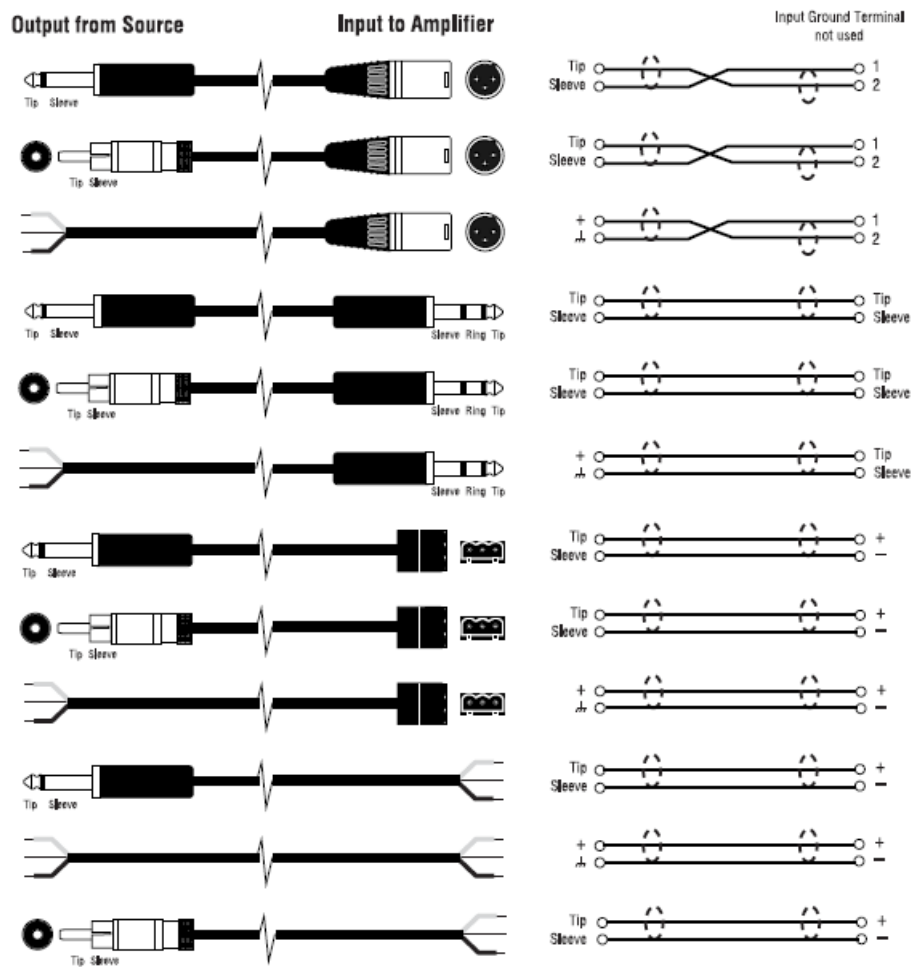 Output from Source
Input to Amplifier
Input Ground Terminal
not used
Tip Sleeve
Tip
Sleeve
1
2
Tip Sleeve
Tip
Sleeve
1
2
+
1
2
Tip Sleeve
Sleeve Ring Tip
Tip
Sleeve
Tip
Sleeve
Tip Sleeve
Sleeve Ring Tip
Tip
Sleeve
Tip
Sleeve
Sleeve Ring Tip
+
Tip
Sleeve
Tip Sleeve
Tip
Sleeve
+
−
Tip Sleeve
Tip
Sleeve
+
−
+
+
−
Tip Sleeve
Tip
Sleeve
+
−
+
+
−
Tip Sleeve
Tip
Sleeve
+
−